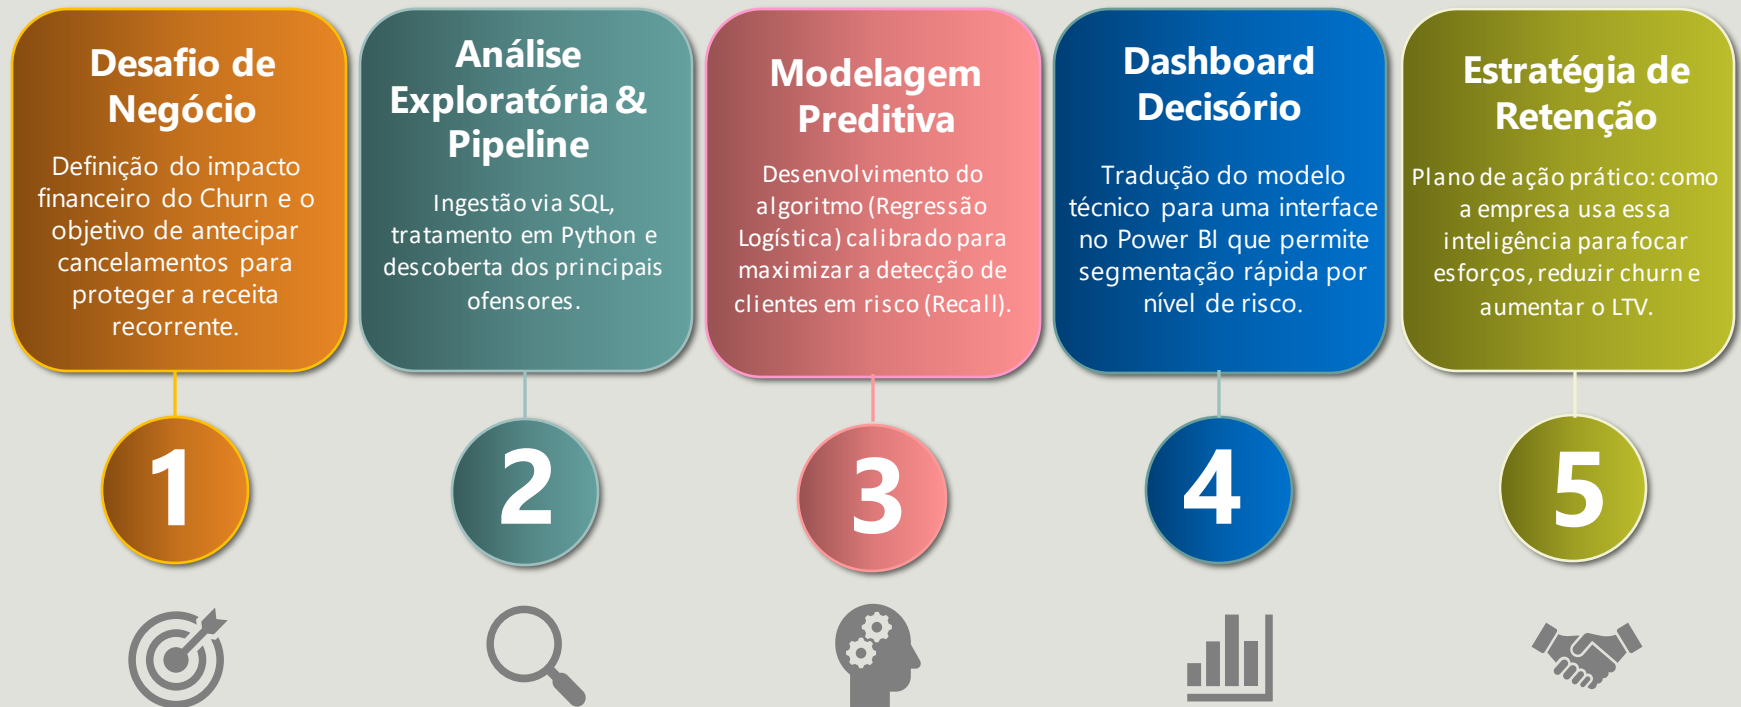 Desafio de
Negócio
Definição do impacto
financeiro do Churn e o
objetivo de antecipar
cancelamentos para
proteger a receita
recorrente.
1
Análise
Exploratória &
Pipeline
Ingestão via SQL,
tratamento em Python e
descoberta dos principais
ofensores.
2
Modelagem
Preditiva
Desenvolvimento do
algoritmo (Regressão
Logística) calibrado para
maximizar a detecção de
clientes em risco (Recall).
3
Dashboard
Decisório
Tradução do modelo
técnico para uma interface
no Power BI que permite
segmentação rápida por
nível de risco.
4
Estratégia de
Retenção
Plano de ação prático: como
a empresa usa essa
inteligência para focar
esforços, reduzir churn e
aumentar o LTV.
5